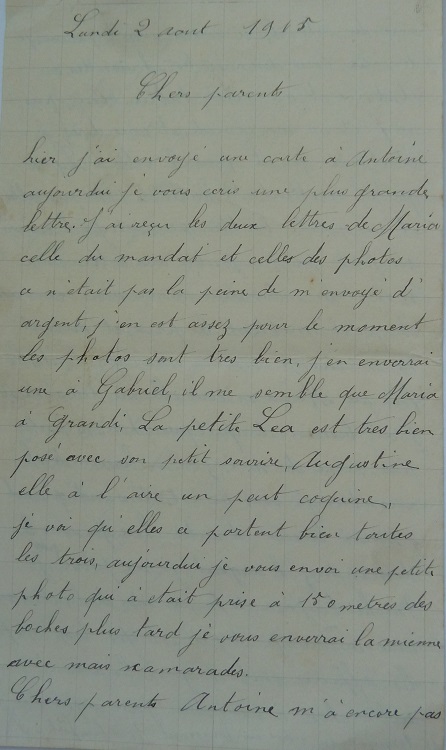 Lundi 2 aout 1915
Chers parents
hier j'ai envoyé une carte à Antoine
aujourdui je vous ecris une plus grande
lettre. J'ai reçu les deux lettres de Maria
celle du mandat et celles des photos
ce n'etait pas la peine de m'envoyé d'
argent, j'en est assez pour le moment
les photos sont tres bien, j'en enverrai
une à Gabriel, il me semble que Maria
à grandi, La petite Lea est tres bien
posé avec son petit sourire, Augustine
elle à l'aire un peut coquine,
je voi qu'elles ce portent bien toutes
les trois, aujourdui je vous envoi une petite
photo qui à etait prise à 150 metres des
boches plus tard je vous enverrai la mienne
avec mais camarades.
Chers parents Antoine m'à encore pas